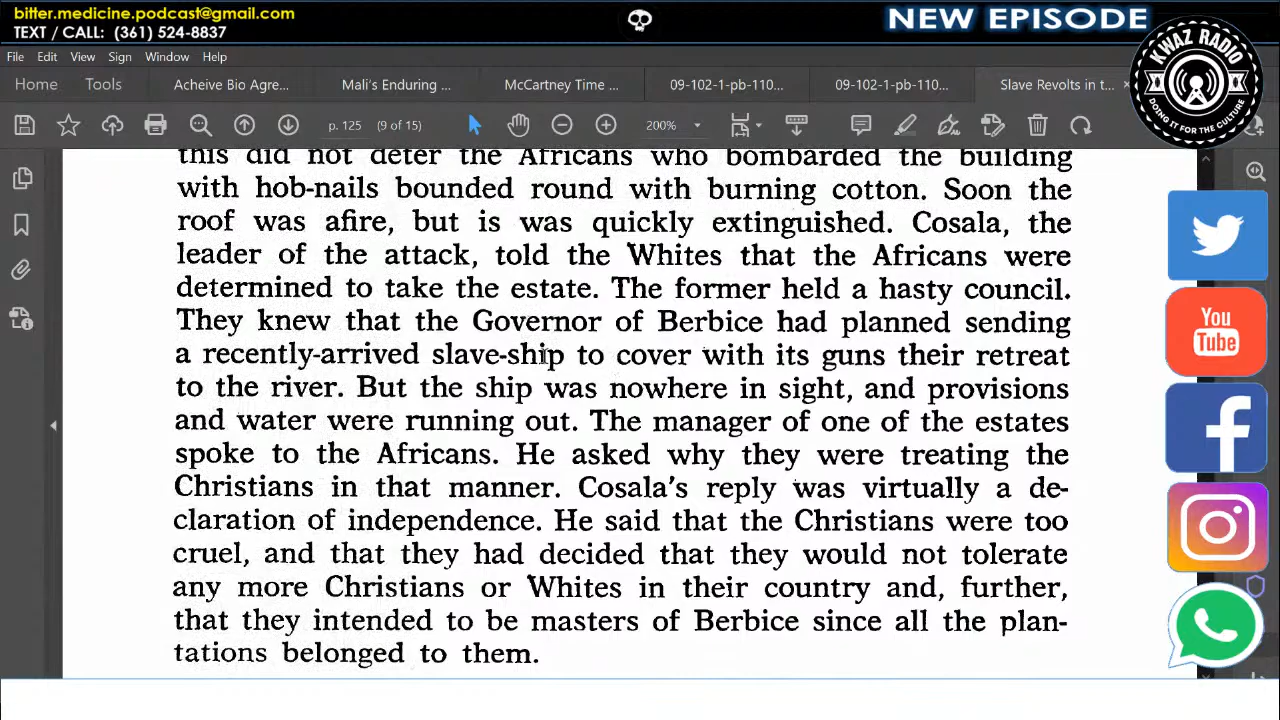 bitter.medicine.podcast@gmail.com
TEXT / CALL: (361) 524-8837
NEW EPISODE
KWAZ RADIO
DOING IT FOR THE CULTURE
File Edit View Sign Window Help
Home Tools Acheive Bio Agre... Mali's Enduring ... McCartney Time ... 09-102-1-pb-110... 09-102-1-pb-110... Slave Revolts in t... ×
p. 125 (9 of 15) 200%
this did not deter the Africans who bombarded the building
with hob-nails bounded round with burning cotton. Soon the
roof was afire, but is was quickly extinguished. Cosala, the
leader of the attack, told the Whites that the Africans were
determined to take the estate. The former held a hasty council.
They knew that the Governor of Berbice had planned sending
a recently-arrived slave-ship to cover with its guns their retreat
to the river. But the ship was nowhere in sight, and provisions
and water were running out. The manager of one of the estates
spoke to the Africans. He asked why they were treating the
Christians in that manner. Cosala's reply was virtually a de-
claration of independence. He said that the Christians were too
cruel, and that they had decided that they would not tolerate
any more Christians or Whites in their country and, further,
that they intended to be masters of Berbice since all the plan-
tations belonged to them.
You
Tube